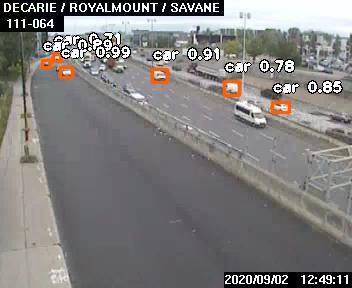 DECARIE / ROYALMOUNT / SAVANE
111-064
car 0.91
car 0.99
car 0.78
car 0.85
2020/09/02 12:49:11